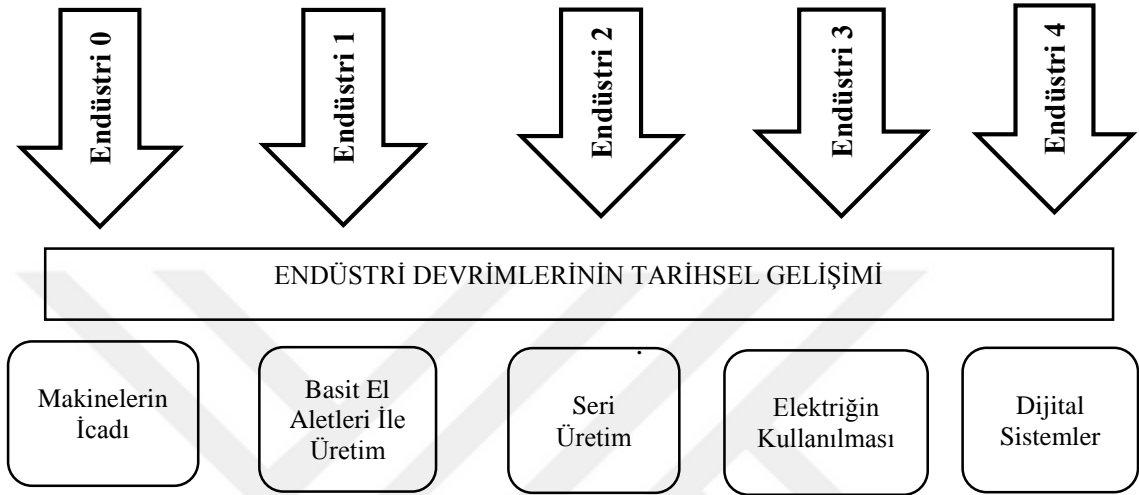 Endüstri 0
Endüstri 1
Endüstri 2
Endüstri 3
Endüstri 4
ENDÜSTRİ DEVRİMLERİNİN TARİHSEL GELİŞİMİ
Makinelerin
İcadı
Basit El
Aletleri İle
Üretim
Seri
Üretim
Elektriğin
Kullanılması
Dijital
Sistemler